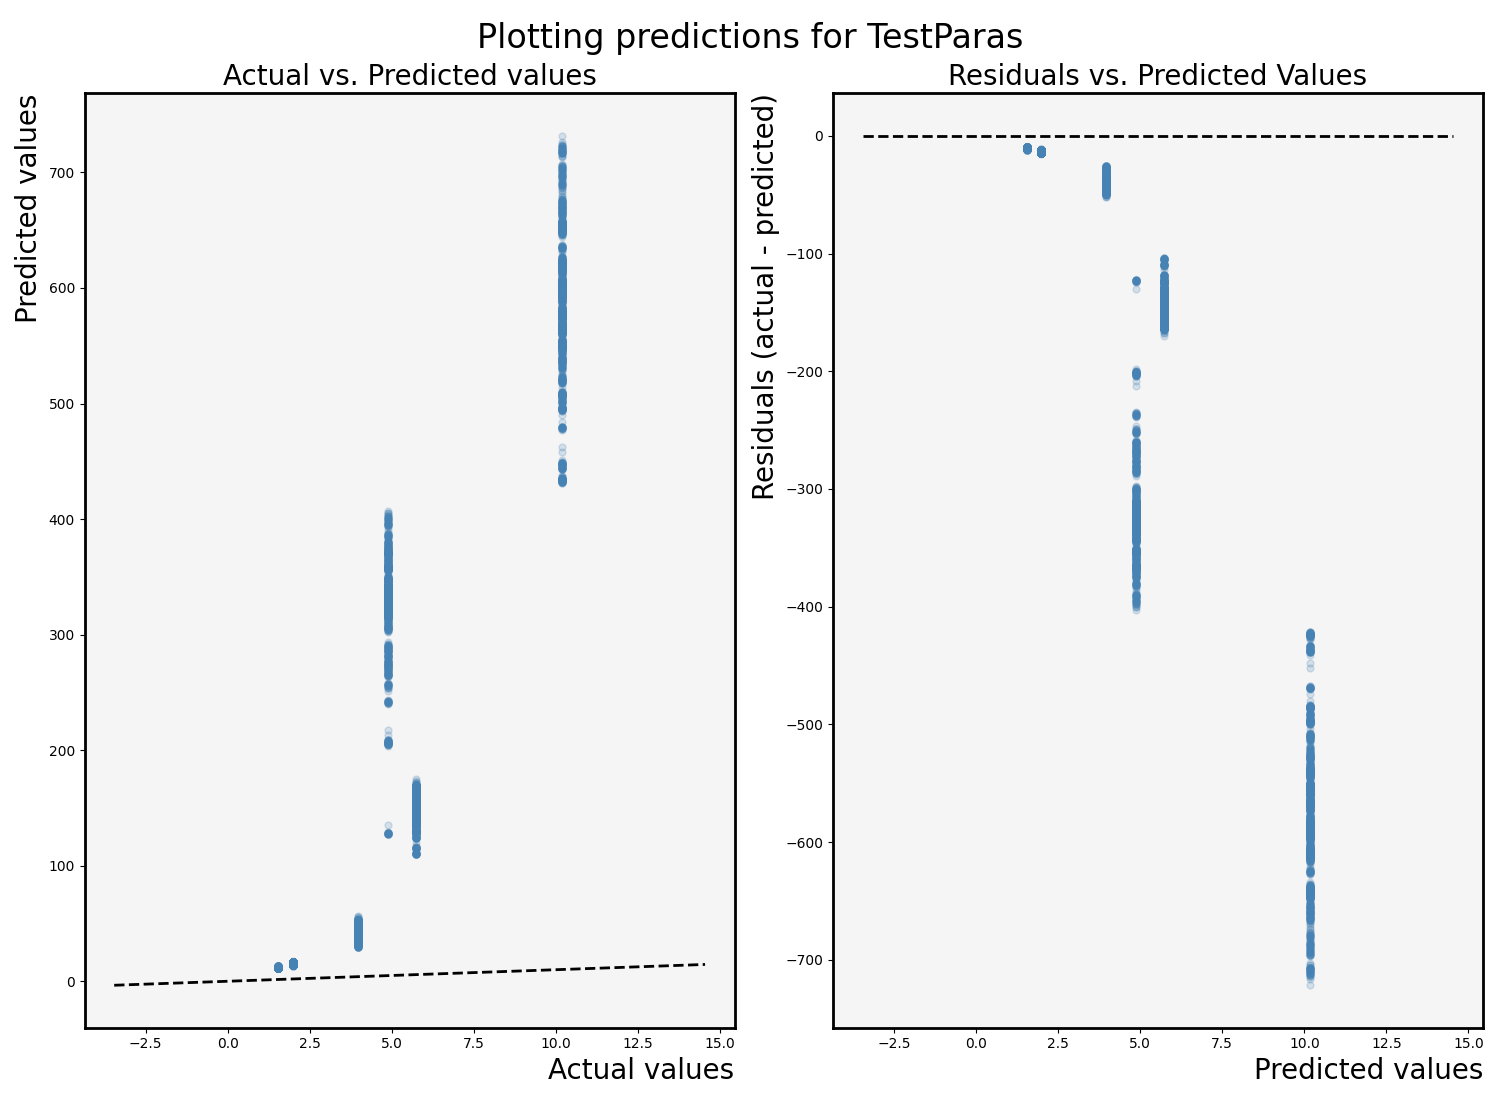 Plotting predictions for TestParas
Actual vs. Predicted values
Predicted values
700
600
500
400
300
200
100
0
−2.5 0.0 2.5 5.0 7.5 10.0 12.5 15.0
Actual values
Residuals vs. Predicted Values
Residuals (actual - predicted)
0
−100
−200
−300
−400
−500
−600
−700
−2.5 0.0 2.5 5.0 7.5 10.0 12.5 15.0
Predicted values